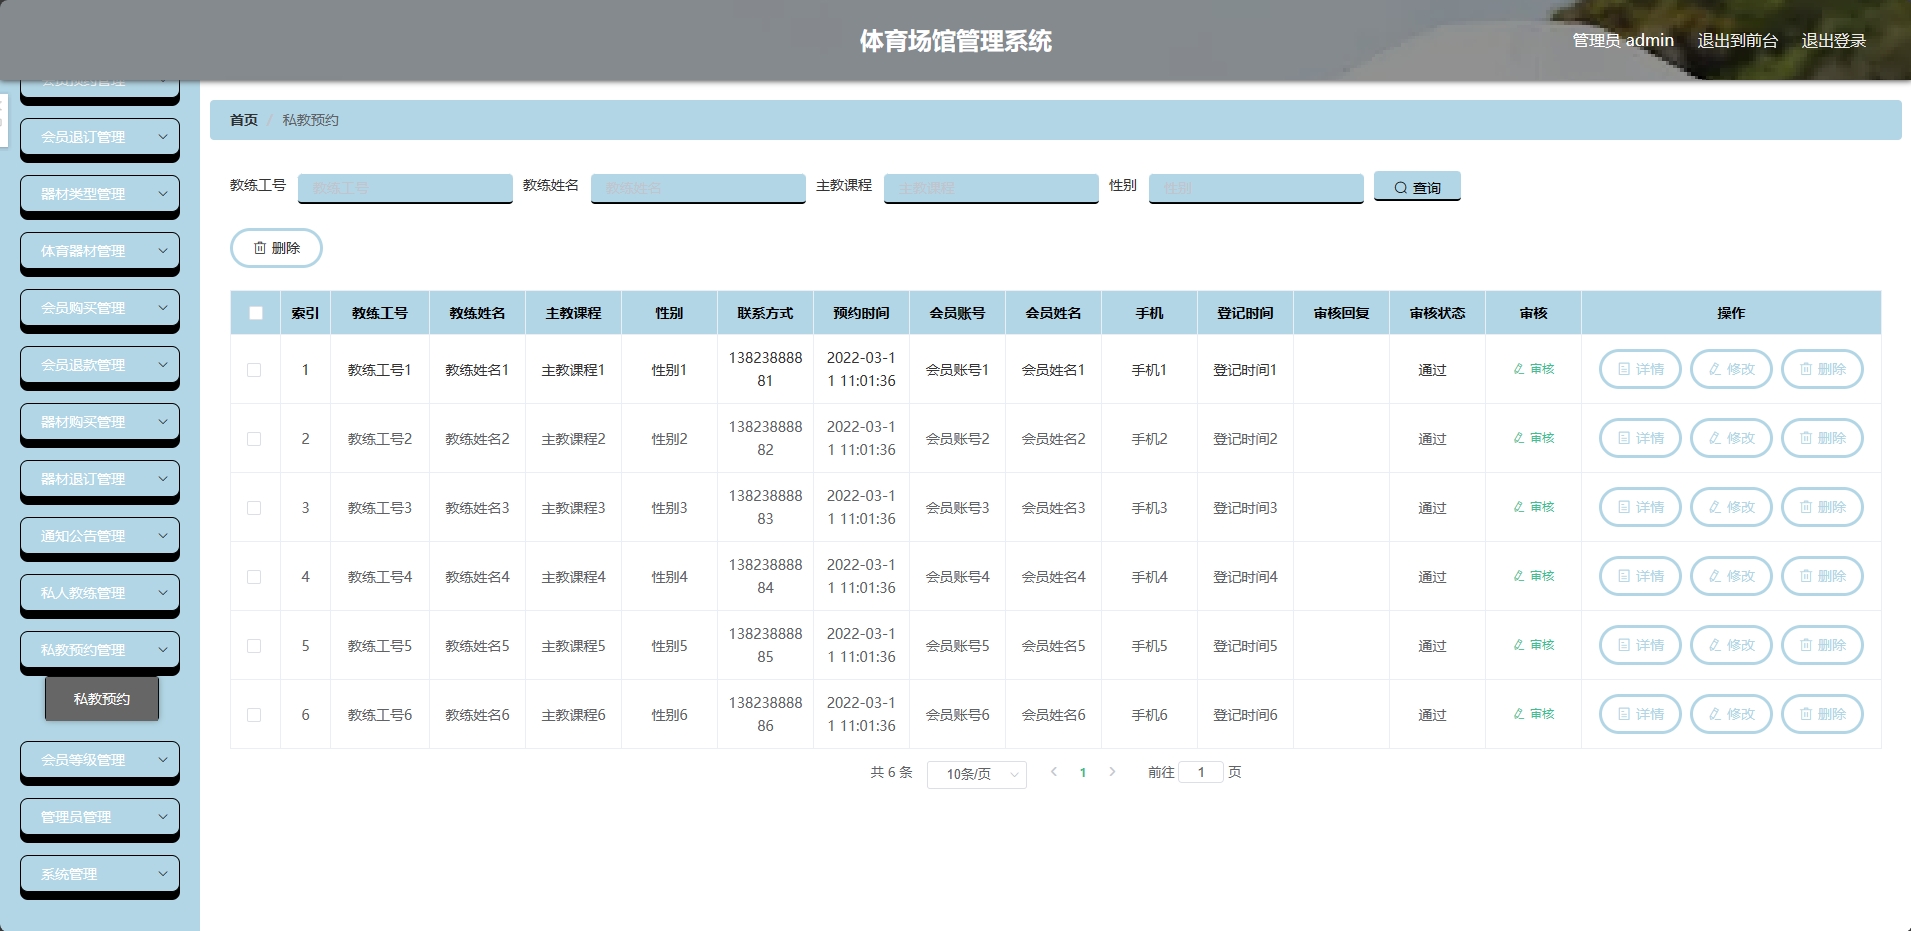 体育场馆管理系统
管理员 admin 退出到前台 退出登录
会员预约管理
会员退订管理
器材类型管理
体育器材管理
会员购买管理
会员退款管理
器材购买管理
器材退订管理
通知公告管理
私人教练管理
私教预约管理
私教预约
会员等级管理
管理员管理
系统管理
首页 / 私教预约
教练工号 教练工号 教练姓名 教练姓名 主教课程 主教课程 性别 性别 查询
删除
索引 教练工号 教练姓名 主教课程 性别 联系方式 预约时间 会员账号 会员姓名 手机 登记时间 审核回复 审核状态 审核 操作
1 教练工号1 教练姓名1 主教课程1 性别1 13823888881 2022-03-11 11:01:36 会员账号1 会员姓名1 手机1 登记时间1 通过 审核 详情 修改 删除
2 教练工号2 教练姓名2 主教课程2 性别2 13823888882 2022-03-11 11:01:36 会员账号2 会员姓名2 手机2 登记时间2 通过 审核 详情 修改 删除
3 教练工号3 教练姓名3 主教课程3 性别3 13823888883 2022-03-11 11:01:36 会员账号3 会员姓名3 手机3 登记时间3 通过 审核 详情 修改 删除
4 教练工号4 教练姓名4 主教课程4 性别4 13823888884 2022-03-11 11:01:36 会员账号4 会员姓名4 手机4 登记时间4 通过 审核 详情 修改 删除
5 教练工号5 教练姓名5 主教课程5 性别5 13823888885 2022-03-11 11:01:36 会员账号5 会员姓名5 手机5 登记时间5 通过 审核 详情 修改 删除
6 教练工号6 教练姓名6 主教课程6 性别6 13823888886 2022-03-11 11:01:36 会员账号6 会员姓名6 手机6 登记时间6 通过 审核 详情 修改 删除
共 6 条 10条/页 1 前往 1 页